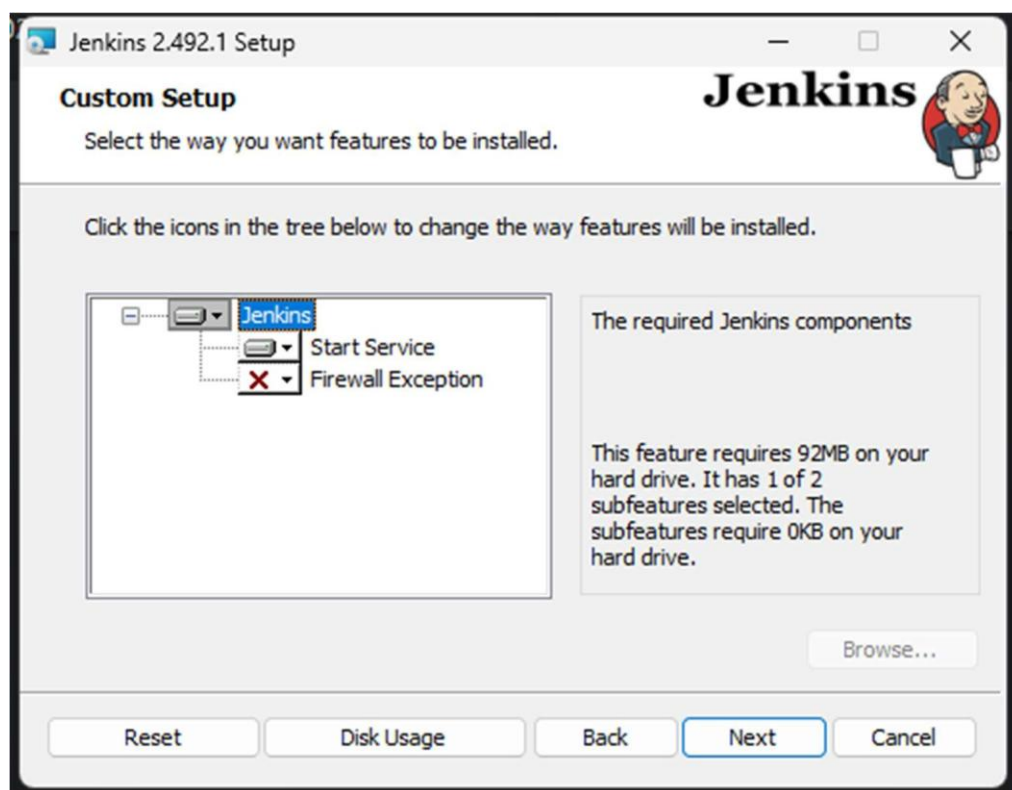 Jenkins 2.492.1 Setup
Custom Setup
Jenkins
Select the way you want features to be installed.
Click the icons in the tree below to change the way features will be installed.
Jenkins
Start Service
Firewall Exception
The required Jenkins components
This feature requires 92MB on your
hard drive. It has 1 of 2
subfeatures selected. The
subfeatures require 0KB on your
hard drive.
Browse...
Reset
Disk Usage
Back
Next
Cancel